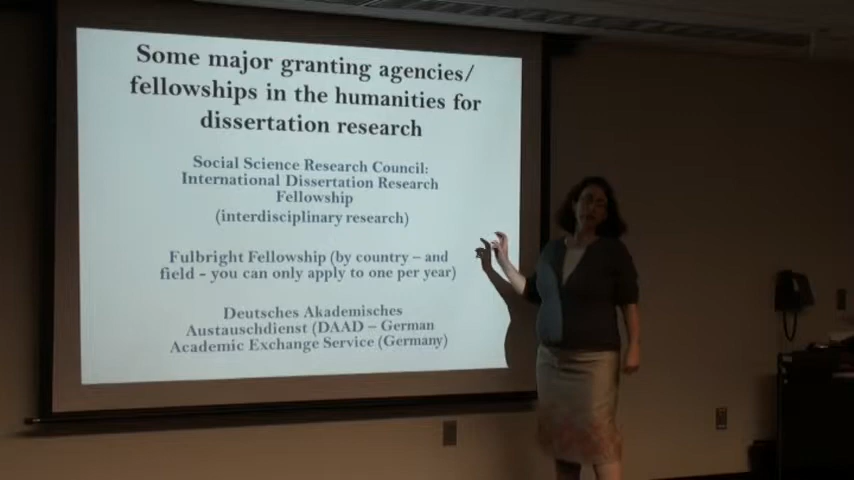 Some major granting agencies/
fellowships in the humanities for
dissertation research
Social Science Research Council:
International Dissertation Research
Fellowship
(interdisciplinary research)
Fulbright Fellowship (by country – and
field - you can only apply to one per year)
Deutsches Akademisches
Austauschdienst (DAAD – German
Academic Exchange Service (Germany)